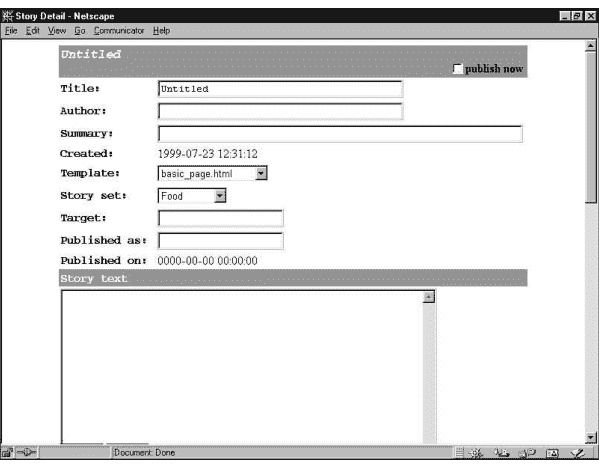 Story Detail - Netscape
File Edit View Go Communicator Help
Untitled
publish now
Title: Untitled
Author:
Summary:
Created: 1999-07-23 12:31:12
Template: basic_page.html
Story set: Food
Target:
Published as:
Published on: 0000-00-00 00:00:00
Story text
Document: Done